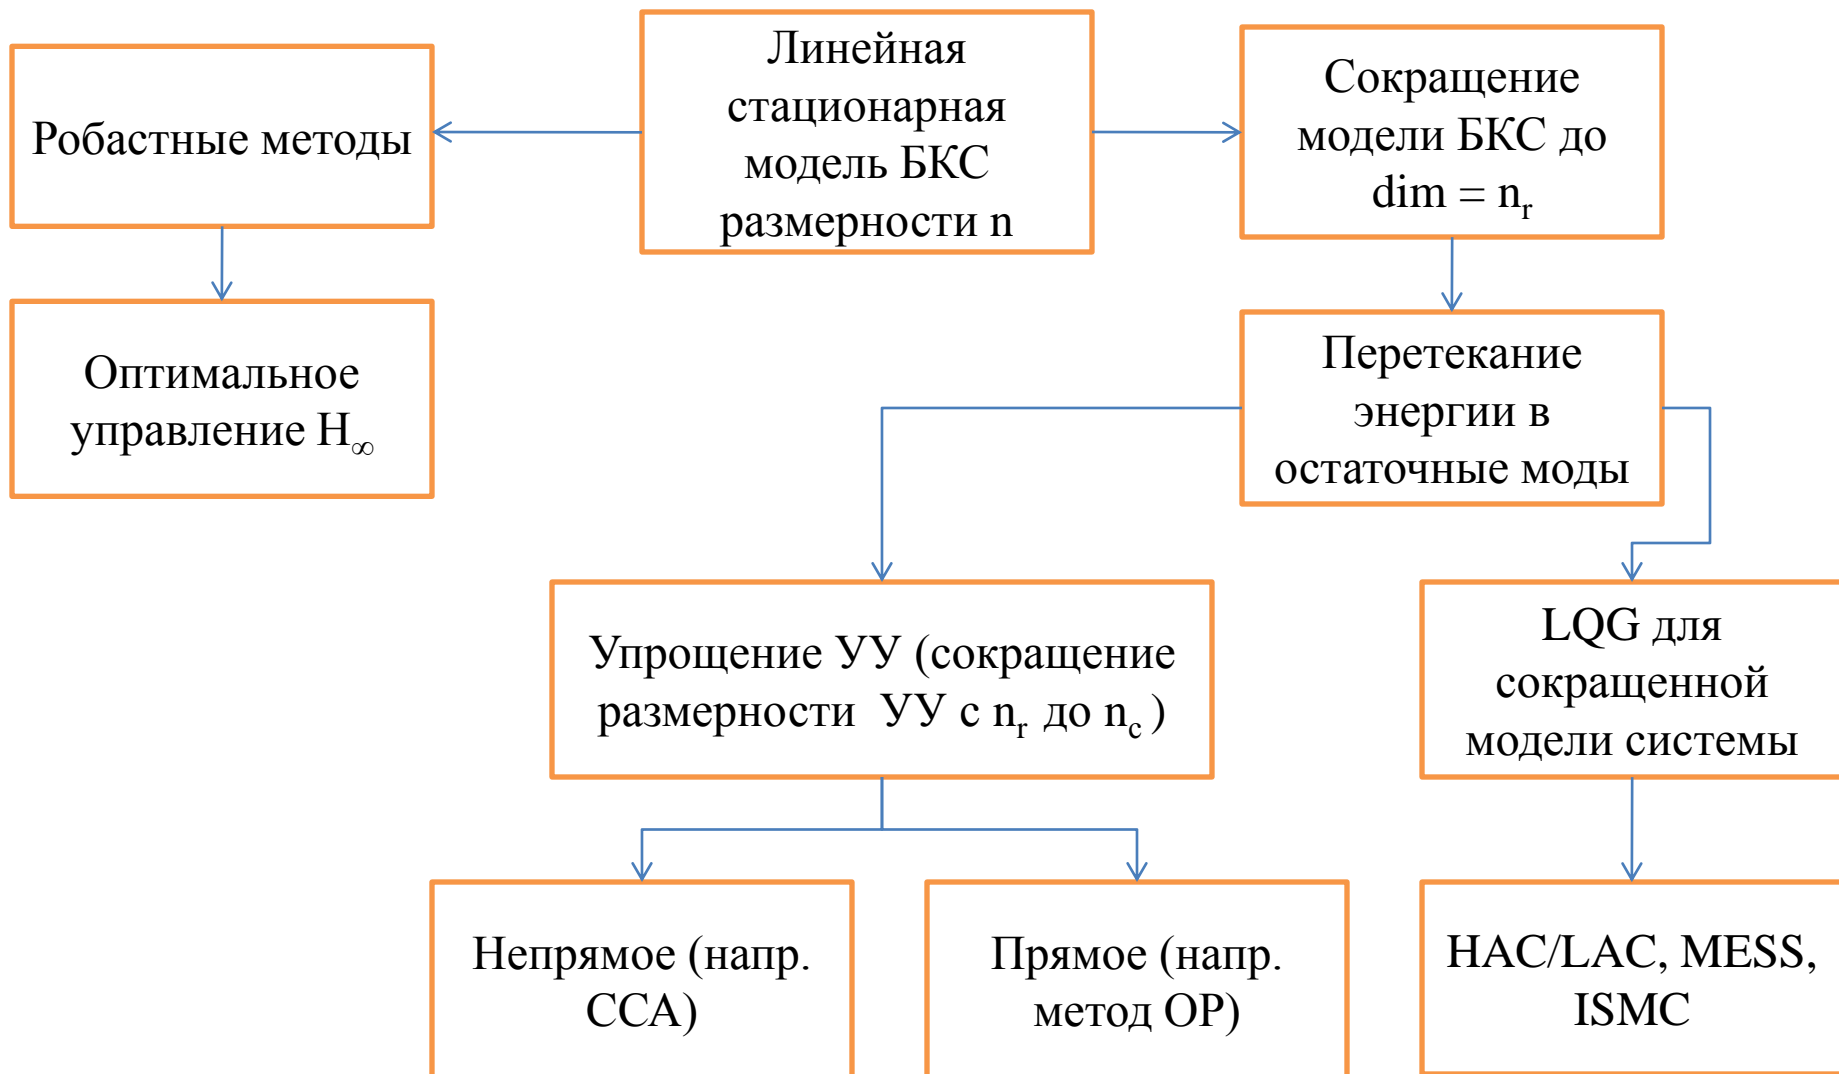 Робастные методы
Линейная
стационарная
модель БКС
размерности n
Сокращение
модели БКС до
dim = nᵣ
Оптимальное
управление H∞
Перетекание
энергии в
остаточные моды
Упрощение УУ (сокращение
размерности УУ с nᵣ до n_c )
LQG для
сокращенной
модели системы
Непрямое (напр.
CCA)
Прямое (напр.
метод OP)
HAC/LAC, MESS,
ISMC